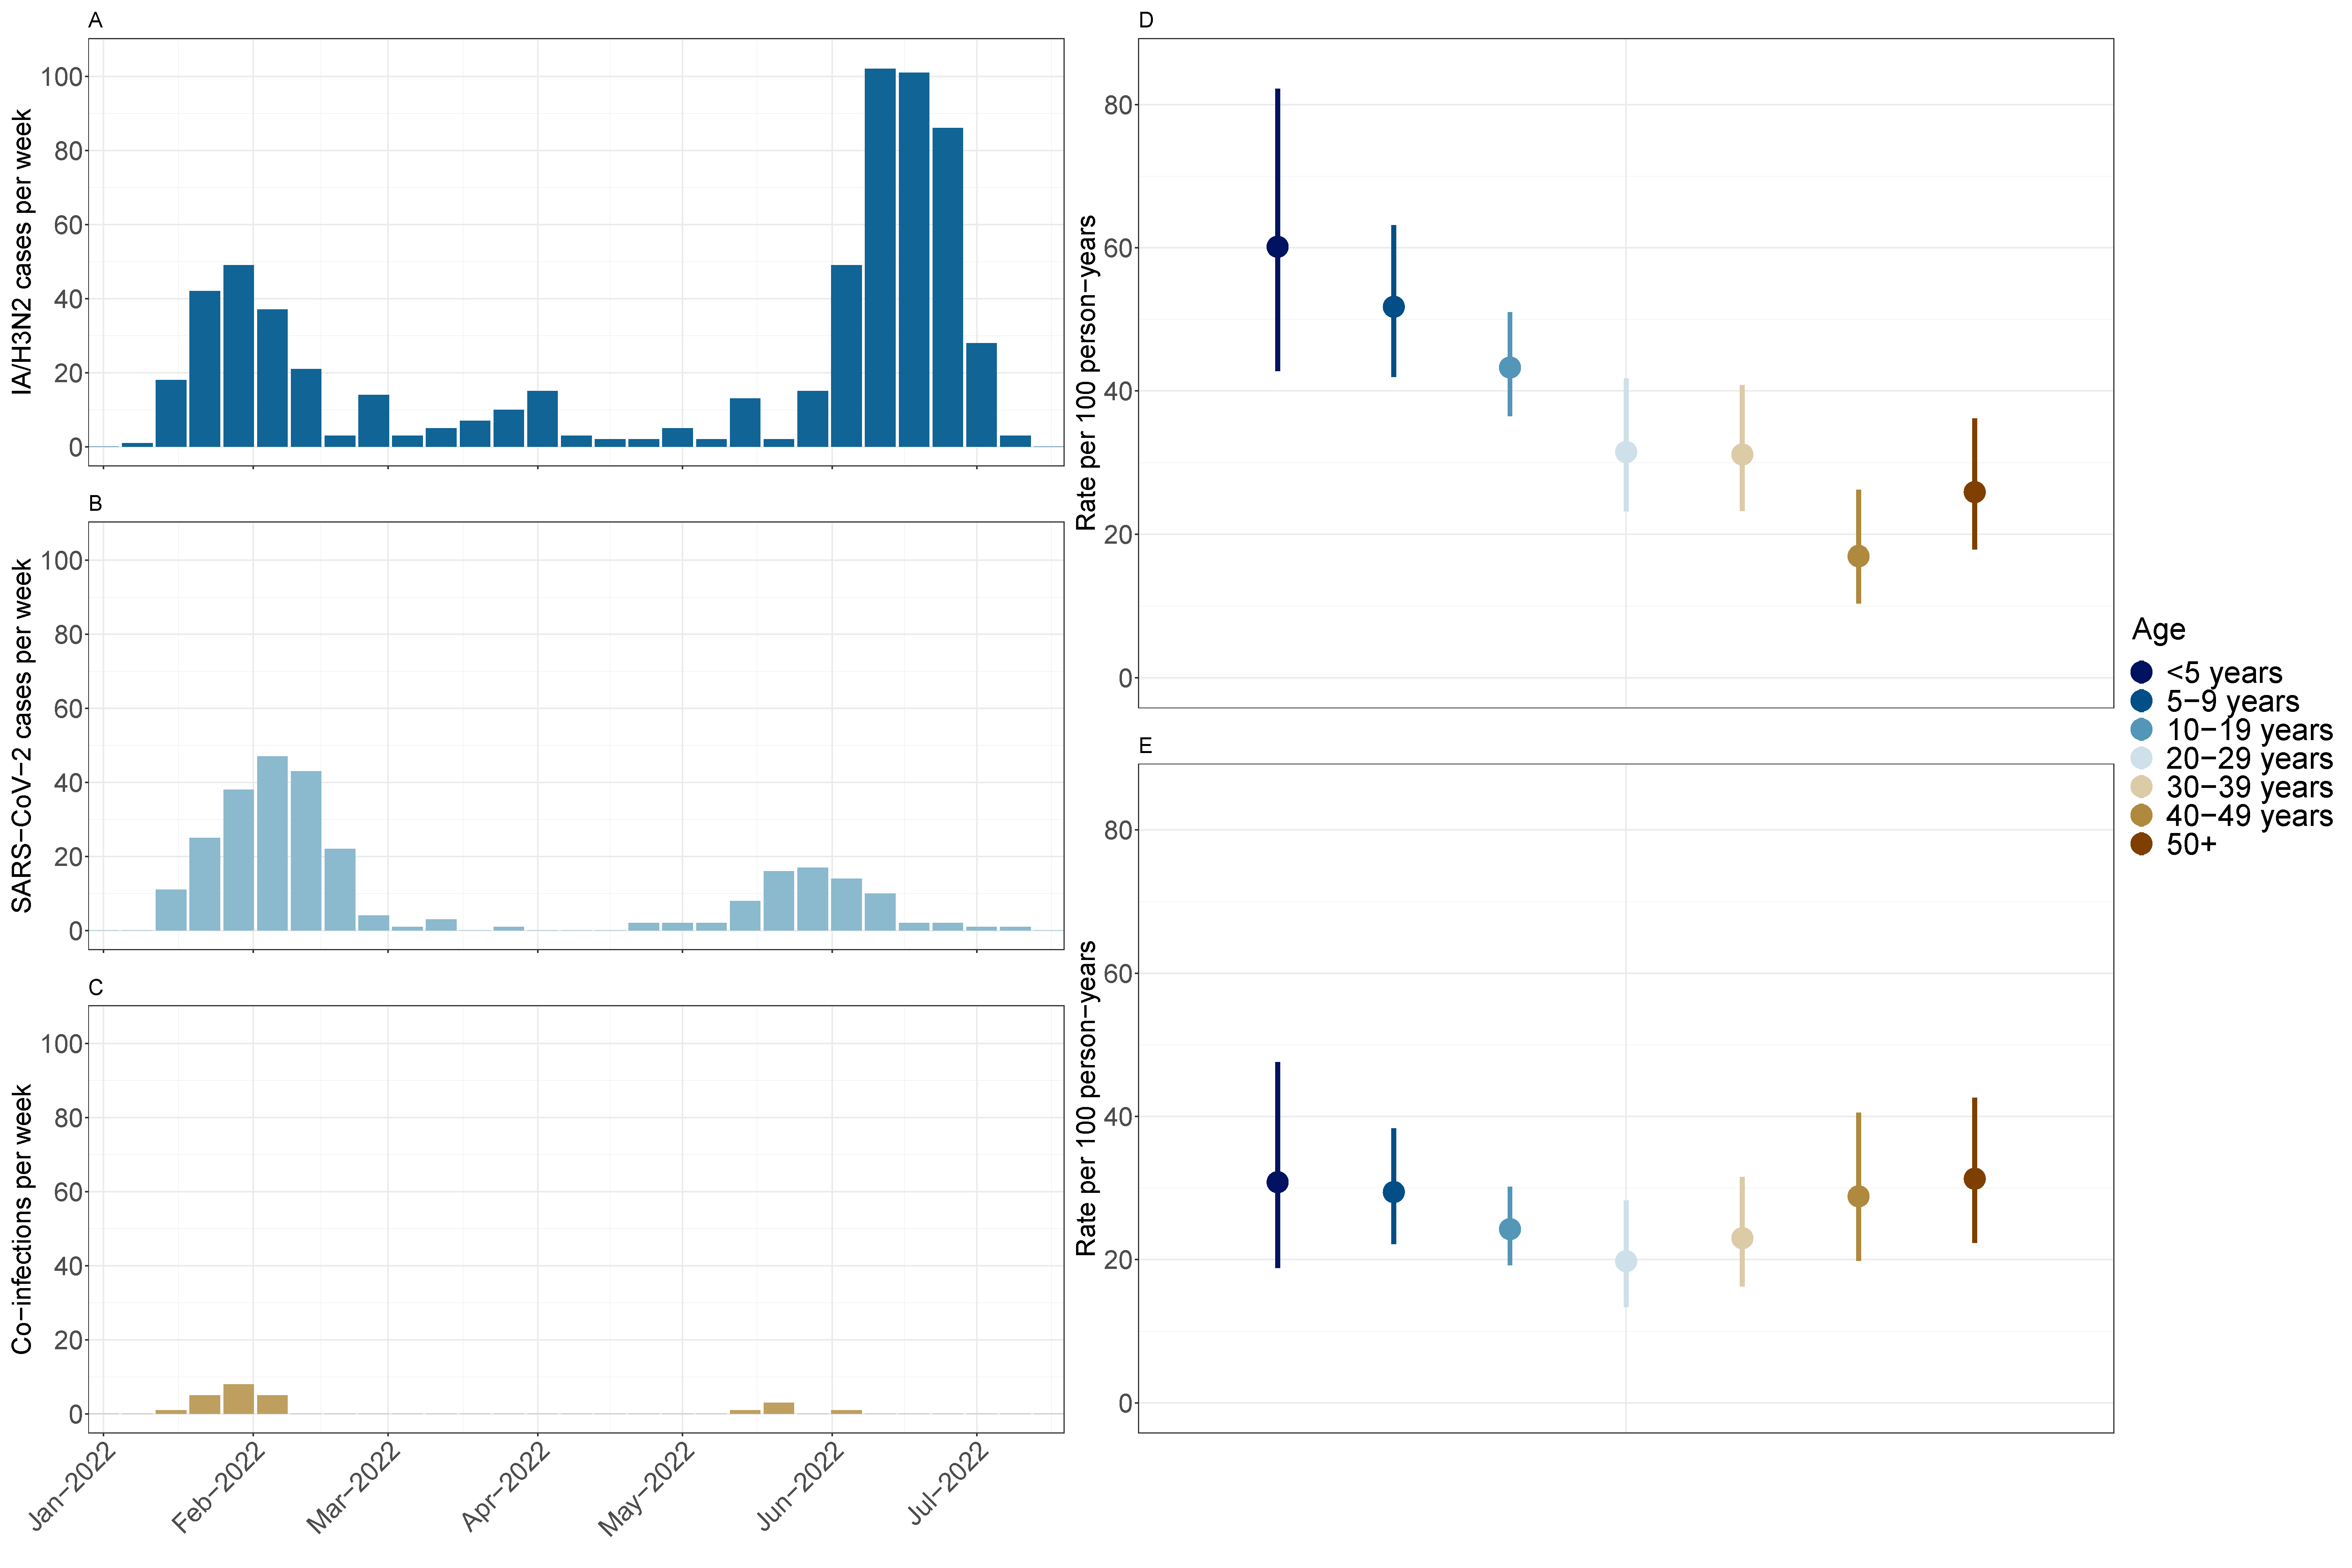 A
IA/H3N2 cases per week
100
80
60
40
20
0
B
SARS−CoV−2 cases per week
100
80
60
40
20
0
C
Co−infections per week
100
80
60
40
20
0
Jan−2022
Feb−2022
Mar−2022
Apr−2022
May−2022
Jun−2022
Jul−2022
D
Rate per 100 person−years
80
60
40
20
0
E
Rate per 100 person−years
80
60
40
20
0
Age
<5 years
5−9 years
10−19 years
20−29 years
30−39 years
40−49 years
50+